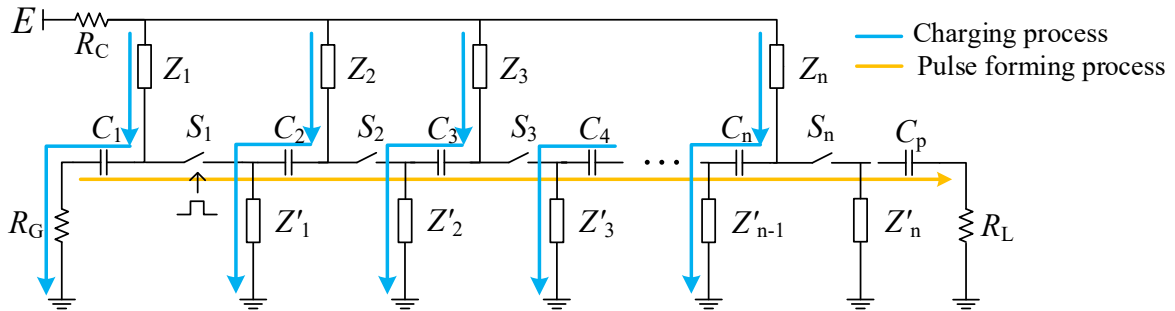 E
R_C
Z_1
Z_2
Z_3
Z_n
Charging process
Pulse forming process
C_1
S_1
C_2
S_2
C_3
S_3
C_4
...
C_n
S_n
C_p
R_G
Z'_1
Z'_2
Z'_3
Z'_{n-1}
Z'_n
R_L